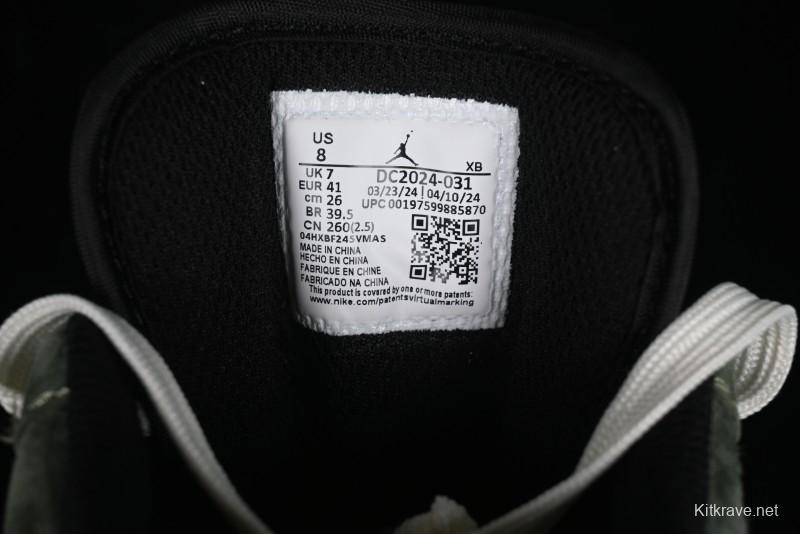 US
8
XB
UK 7
DC2024-031
EUR 41
03/23/24 | 04/10/24
cm 26
UPC 00197599885870
BR 39.5
CN 260(2.5)
04HXBF245VMAS
MADE IN CHINA
HECHO EN CHINA
FABRIQUE EN CHINE
FABRICADO NA CHINA
This product is covered by one or more patents:
www.nike.com/patentsvirtualmarking
Kitkrave.net